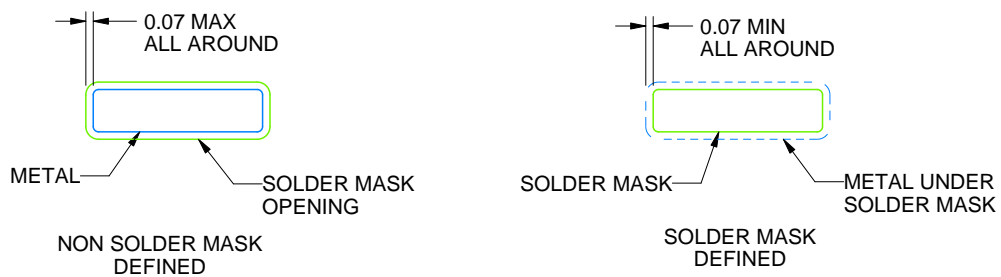 0.07 MAX
ALL AROUND
METAL
SOLDER MASK
OPENING
NON SOLDER MASK
DEFINED
0.07 MIN
ALL AROUND
SOLDER MASK
METAL UNDER
SOLDER MASK
SOLDER MASK
DEFINED